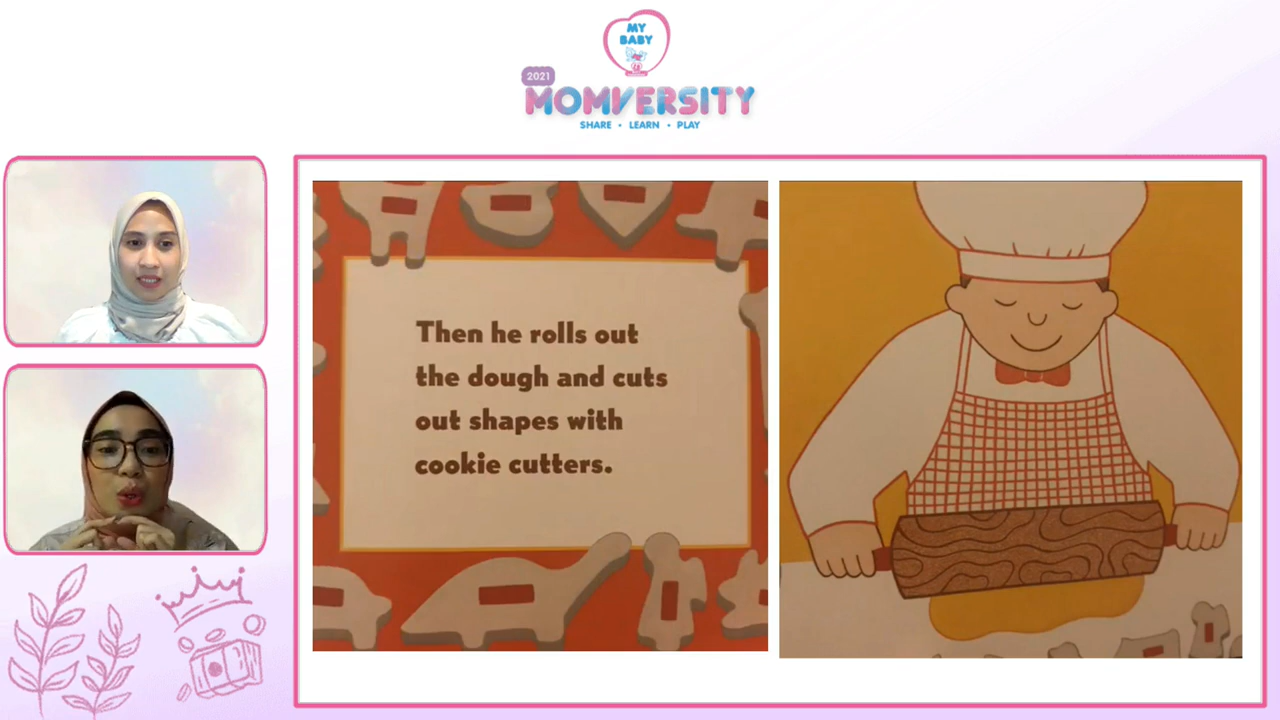 MY
BABY
2021
MOMVERSITY
SHARE • LEARN • PLAY
Then he rolls out
the dough and cuts
out shapes with
cookie cutters.